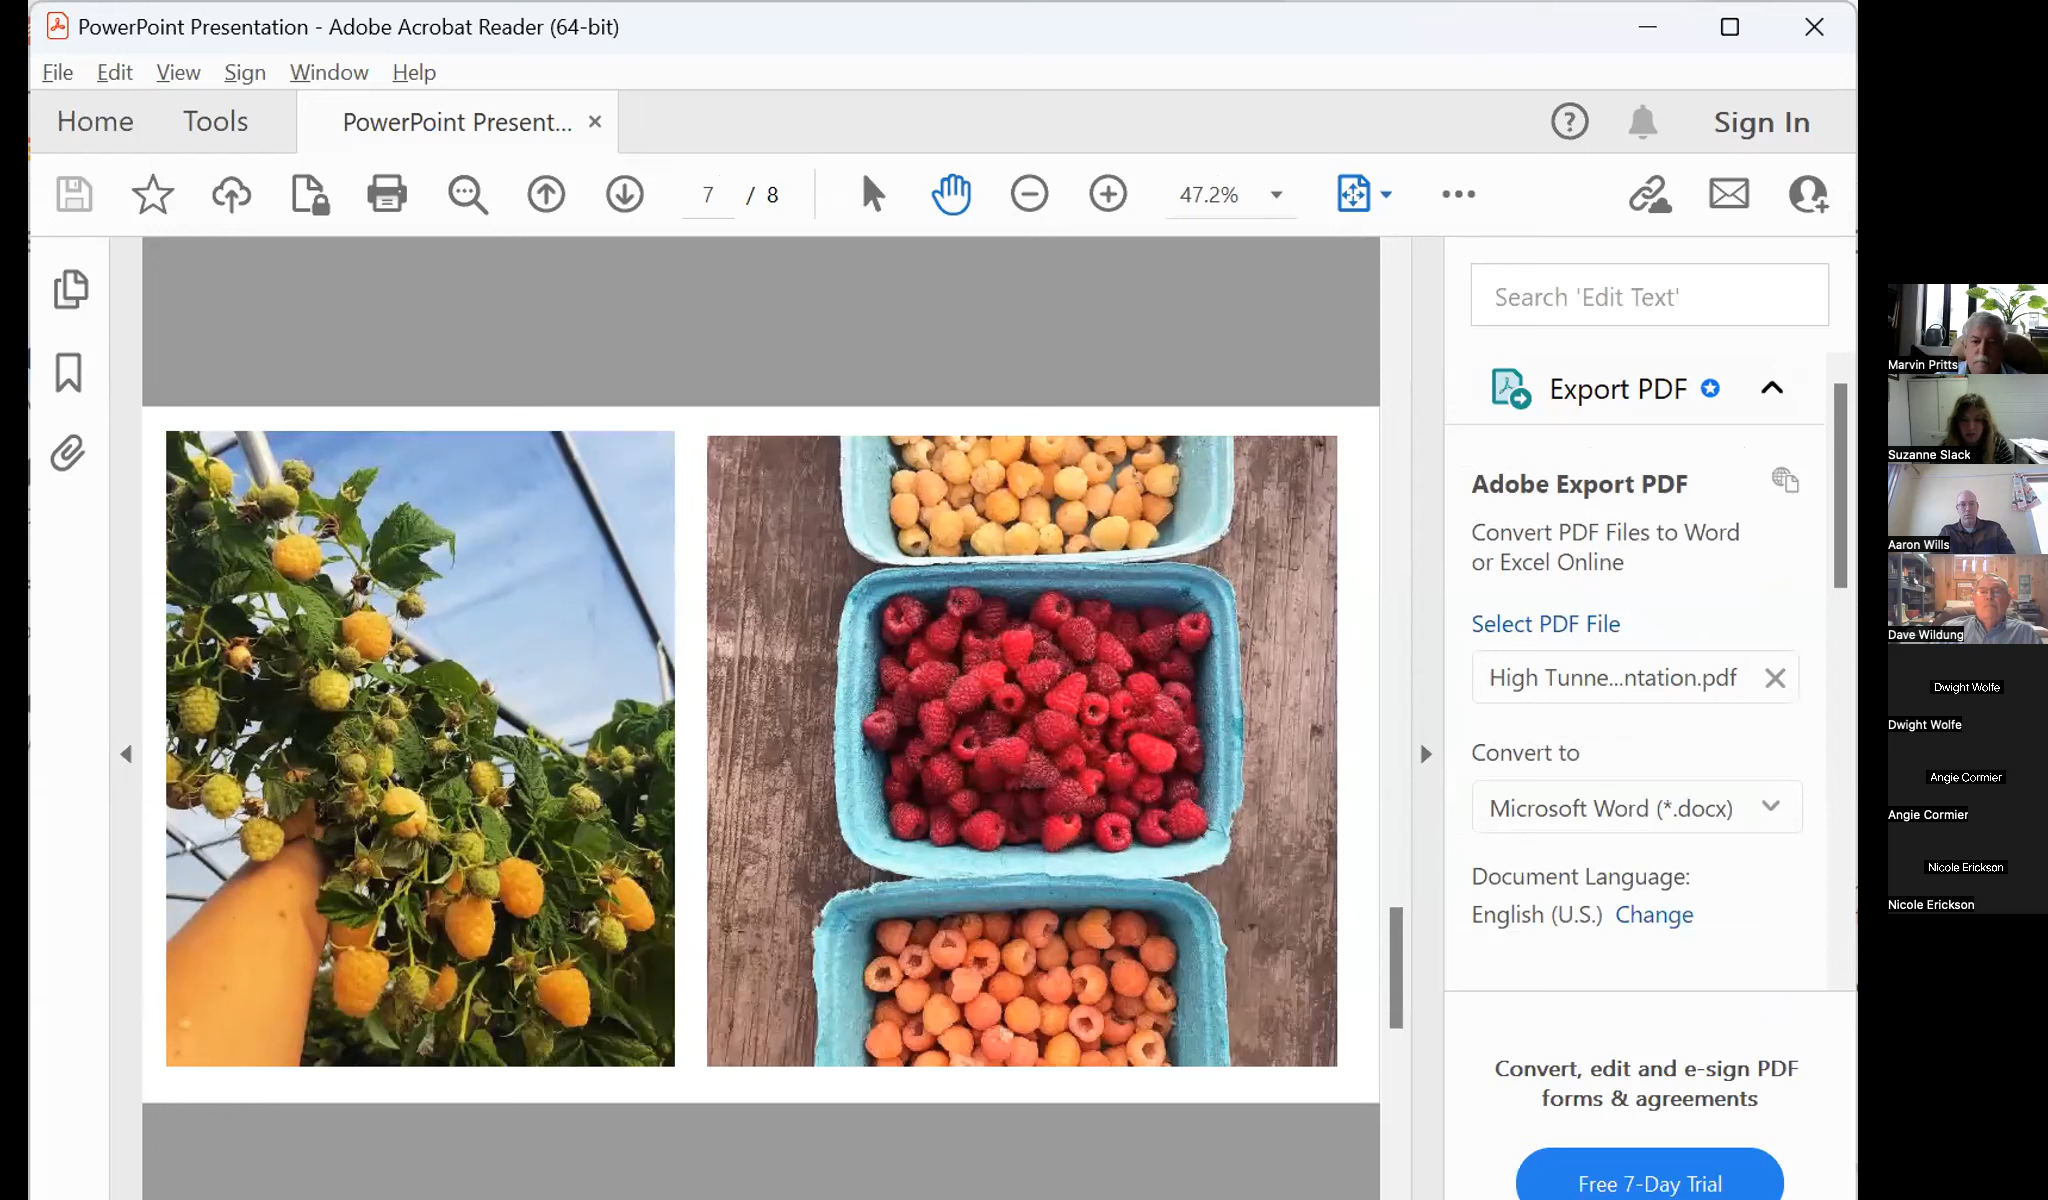 PowerPoint Presentation - Adobe Acrobat Reader (64-bit)
File Edit View Sign Window Help
Home Tools PowerPoint Present... Sign In
7 / 8 47.2%
Search 'Edit Text'
Export PDF
Adobe Export PDF
Convert PDF Files to Word
or Excel Online
Select PDF File
High Tunne...ntation.pdf
Convert to
Microsoft Word (*.docx)
Document Language:
English (U.S.) Change
Convert, edit and e-sign PDF
forms & agreements
Free 7-Day Trial
Marvin Pritts
Suzanne Slack
Aaron Wills
Dave Wildung
Dwight Wolfe
Dwight Wolfe
Angie Cormier
Angie Cormier
Nicole Erickson
Nicole Erickson